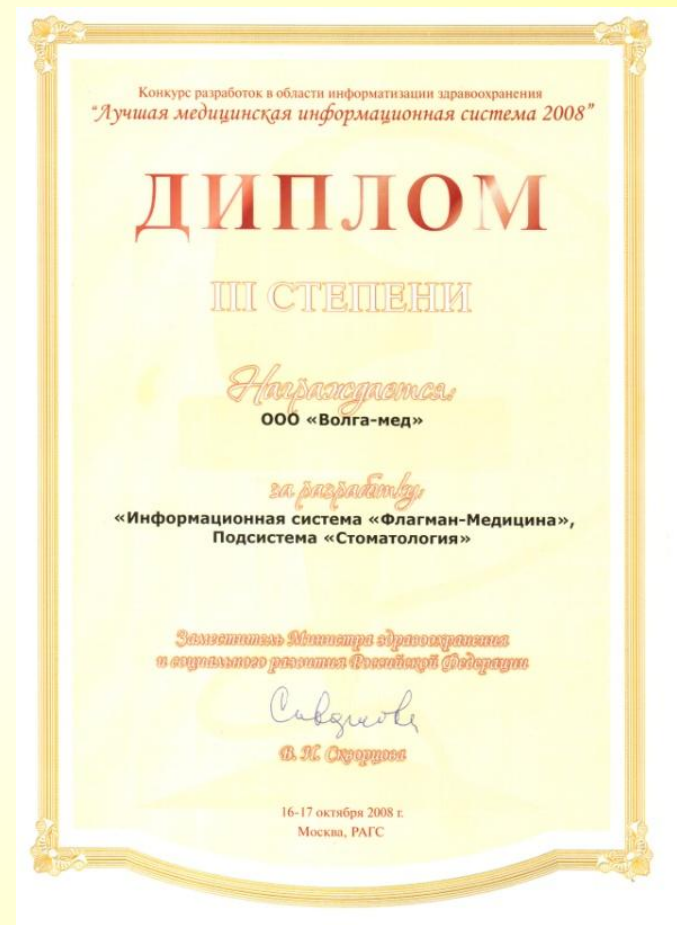 Конкурс разработок в области информатизации здравоохранения
“Лучшая медицинская информационная система 2008”
ДИПЛОМ
III СТЕПЕНИ
Награждается:
ООО «Волга-мед»
за разработку:
«Информационная система «Флагман-Медицина»,
Подсистема «Стоматология»
Заместитель Министра здравоохранения
и социального развития Российской Федерации
В. И. Скворцова
16-17 октября 2008 г.
Москва, РАГС